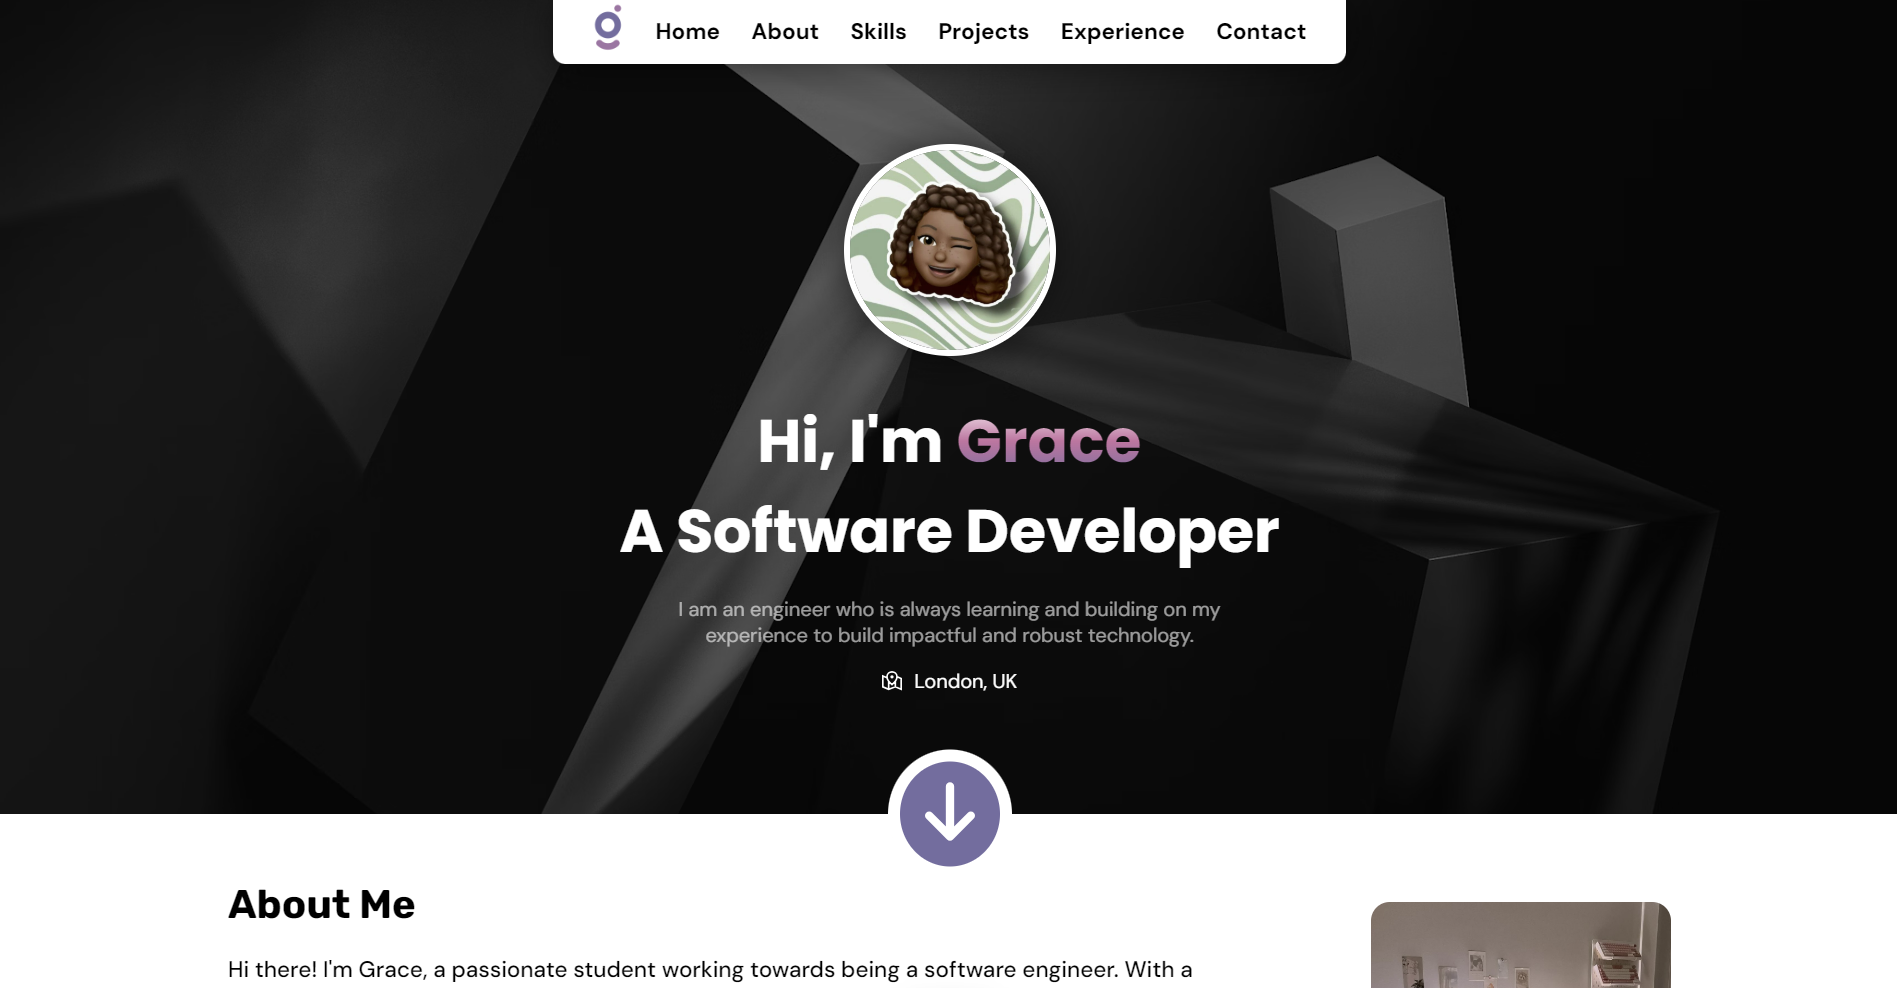 Home About Skills Projects Experience Contact
Hi, I'm Grace
A Software Developer
I am an engineer who is always learning and building on my
experience to build impactful and robust technology.
London, UK
About Me
Hi there! I'm Grace, a passionate student working towards being a software engineer. With a